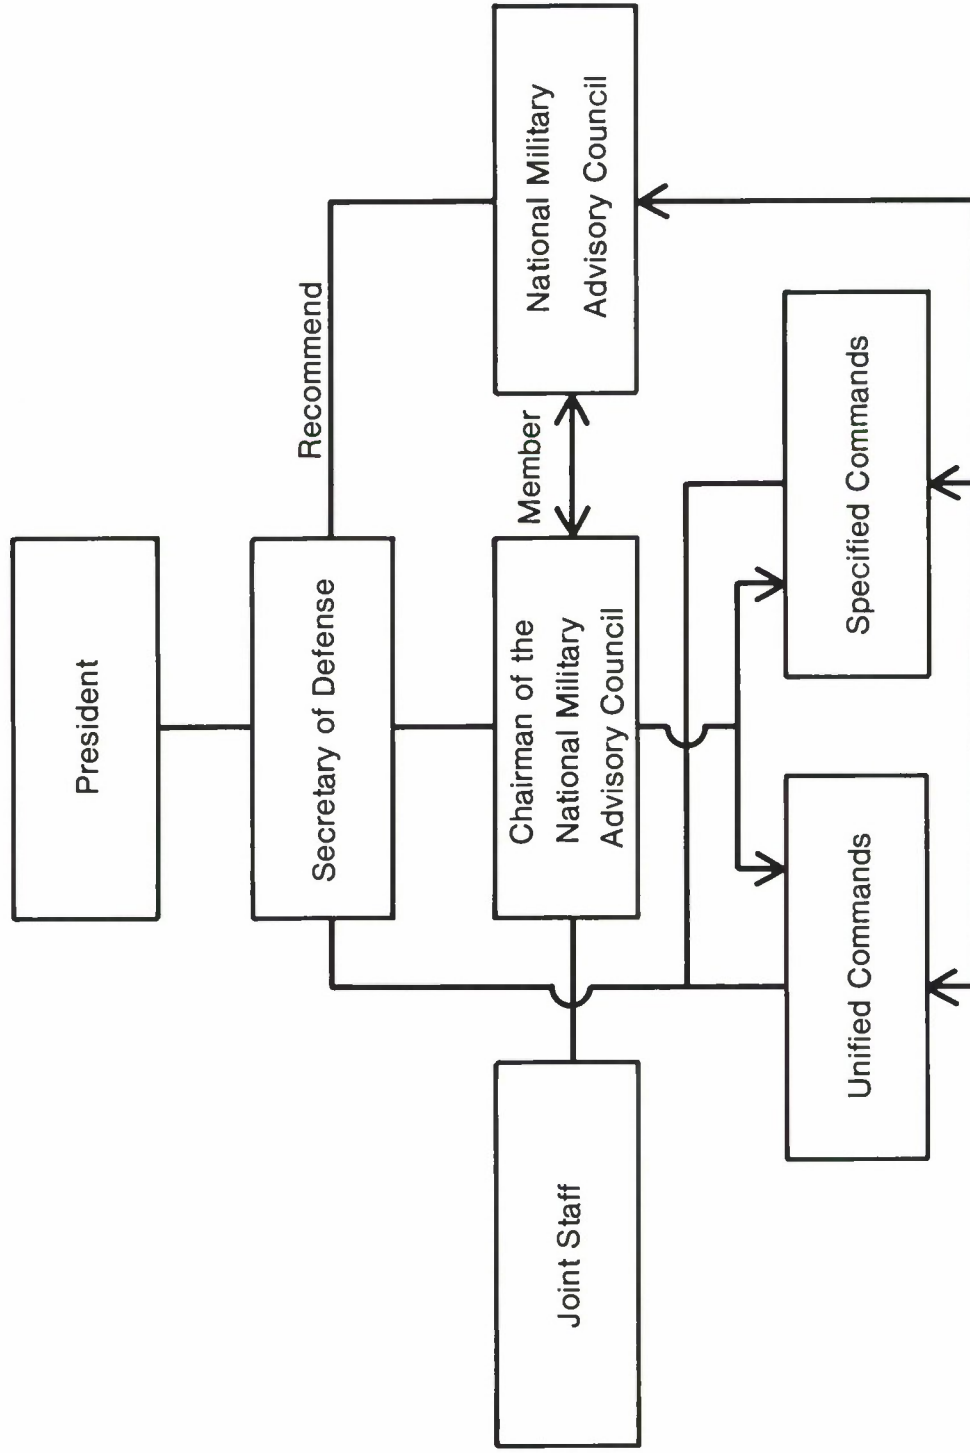 President
Secretary of Defense
Recommend
Joint Staff
Chairman of the
National Military
Advisory Council
Member
National Military
Advisory Council
Unified Commands
Specified Commands